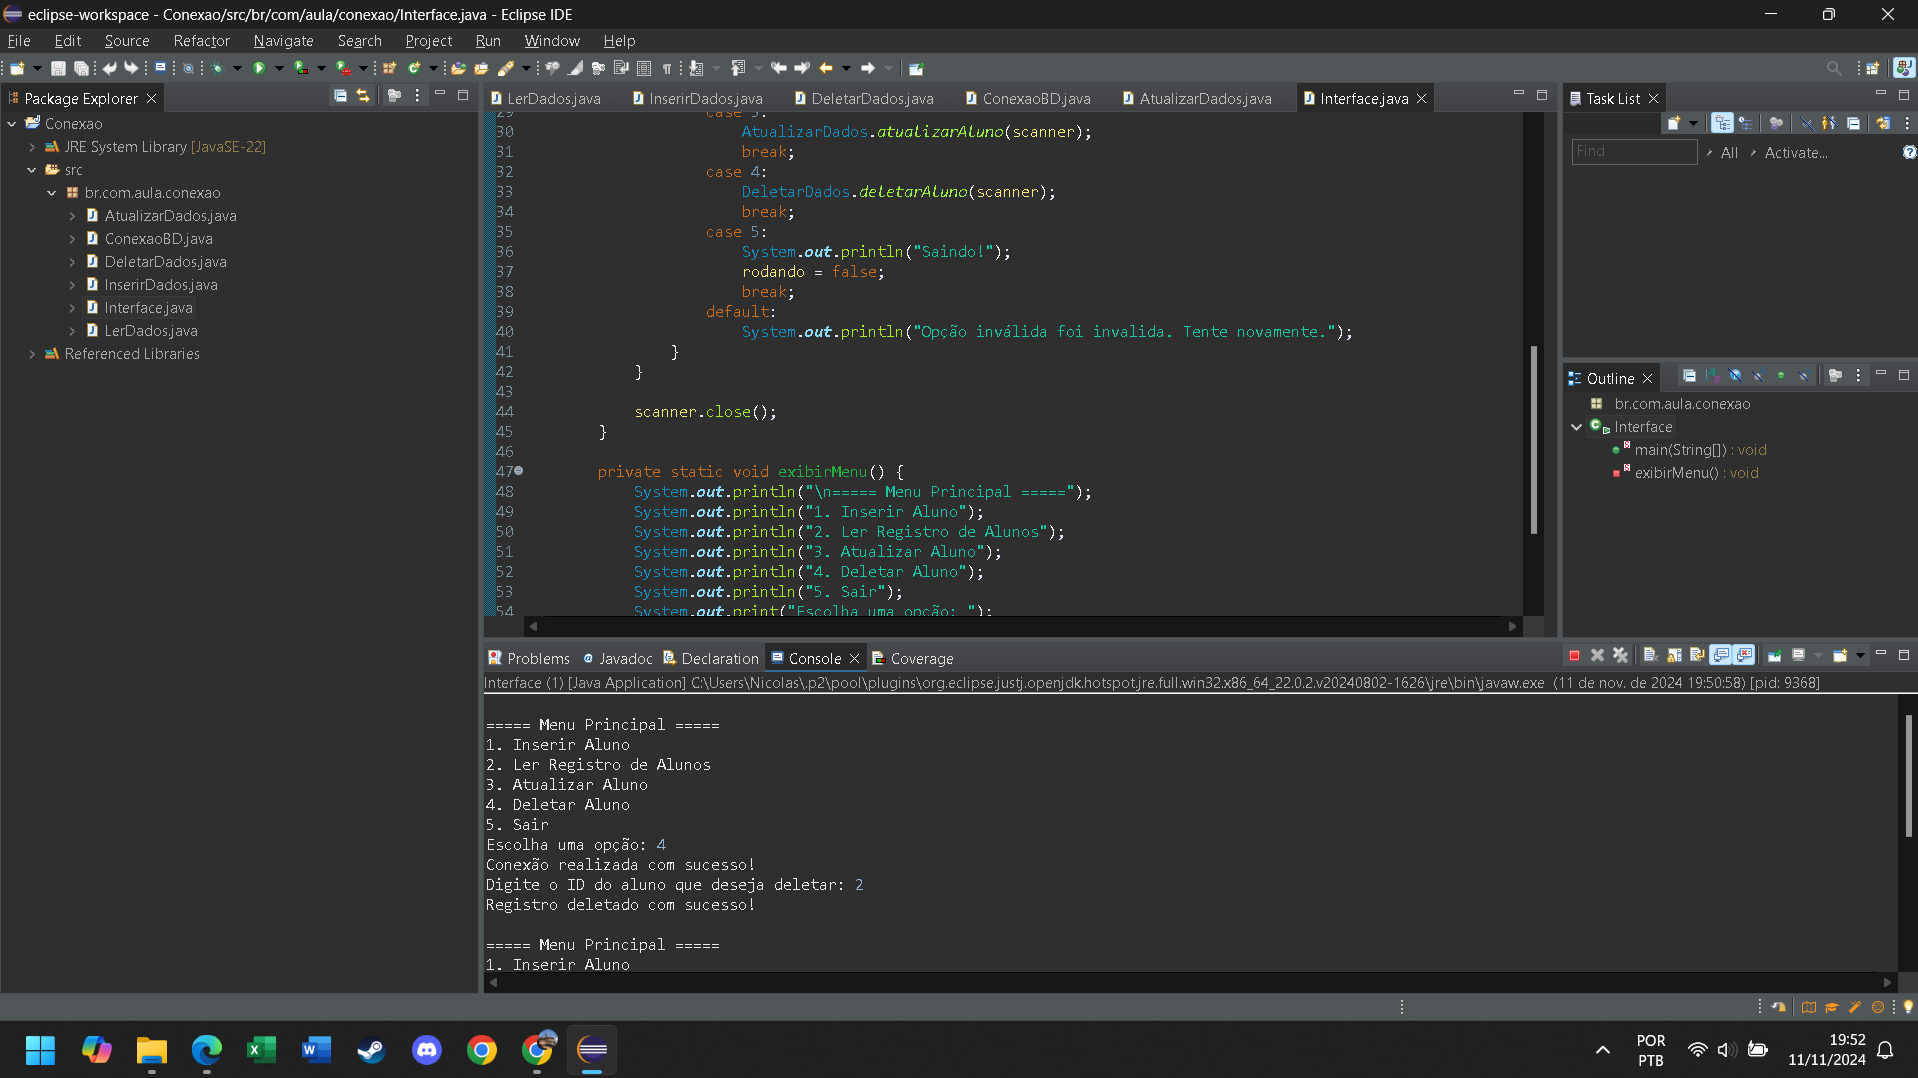 eclipse-workspace - Conexao/src/br/com/aula/conexao/Interface.java - Eclipse IDE
File Edit Source Refactor Navigate Search Project Run Window Help
Package Explorer
Conexao
JRE System Library [JavaSE-22]
src
br.com.aula.conexao
AtualizarDados.java
ConexaoBD.java
DeletarDados.java
InserirDados.java
Interface.java
LerDados.java
Referenced Libraries
LerDados.java InserirDados.java DeletarDados.java ConexaoBD.java AtualizarDados.java Interface.java
29 case 3:
30 AtualizarDados.atualizarAluno(scanner);
31 break;
32 case 4:
33 DeletarDados.deletarAluno(scanner);
34 break;
35 case 5:
36 System.out.println("Saindo!");
37 rodando = false;
38 break;
39 default:
40 System.out.println("Opção inválida foi invalida. Tente novamente.");
41 }
42 }
43
44 scanner.close();
45 }
46
47 private static void exibirMenu() {
48 System.out.println("\n===== Menu Principal =====");
49 System.out.println("1. Inserir Aluno");
50 System.out.println("2. Ler Registro de Alunos");
51 System.out.println("3. Atualizar Aluno");
52 System.out.println("4. Deletar Aluno");
53 System.out.println("5. Sair");
54 System.out.print("Escolha uma opção: ");
Task List
Find All Activate...
Outline
br.com.aula.conexao
Interface
main(String[]) : void
exibirMenu() : void
Problems Javadoc Declaration Console Coverage
Interface (1) [Java Application] C:\Users\Nicolas\.p2\pool\plugins\org.eclipse.justj.openjdk.hotspot.jre.full.win32.x86_64_22.0.2.v20240802-1626\jre\bin\javaw.exe (11 de nov. de 2024 19:50:58) [pid: 9368]
===== Menu Principal =====
1. Inserir Aluno
2. Ler Registro de Alunos
3. Atualizar Aluno
4. Deletar Aluno
5. Sair
Escolha uma opção: 4
Conexão realizada com sucesso!
Digite o ID do aluno que deseja deletar: 2
Registro deletado com sucesso!
===== Menu Principal =====
1. Inserir Aluno
POR
PTB
19:52
11/11/2024